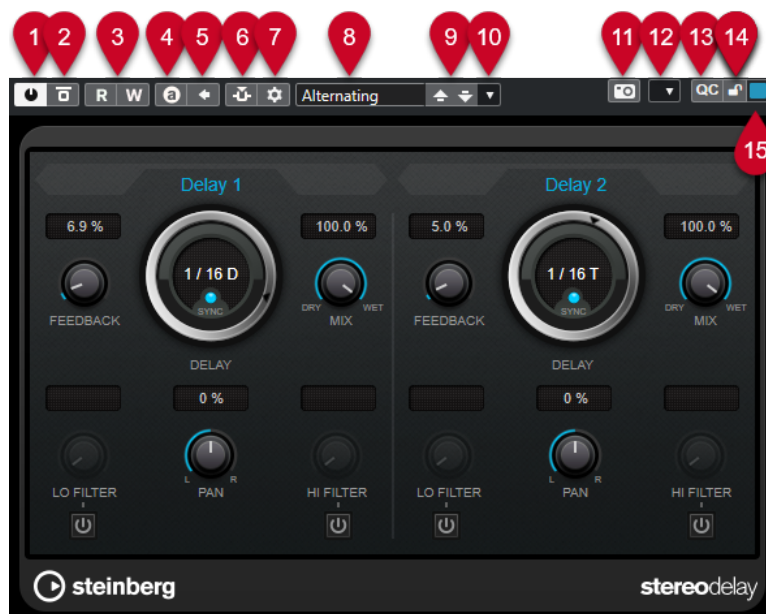 1 2 3 4 5 6 7 8 9 10 11 12 13 14
R W a Alternating QC
15
Delay 1 Delay 2
6.9 % 100.0 % 5.0 % 100.0 %
1 / 16 D 1 / 16 T
SYNC DRY WET SYNC DRY WET
FEEDBACK MIX FEEDBACK MIX
DELAY DELAY
0 % 0 %
L R L R
LO FILTER PAN HI FILTER LO FILTER PAN HI FILTER
steinberg stereodelay